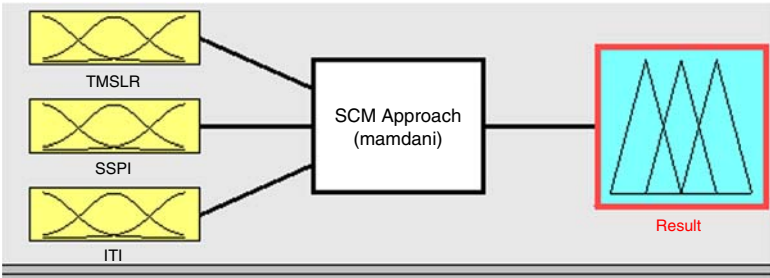 TMSLR
SSPI
ITI
SCM Approach
(mamdani)
Result